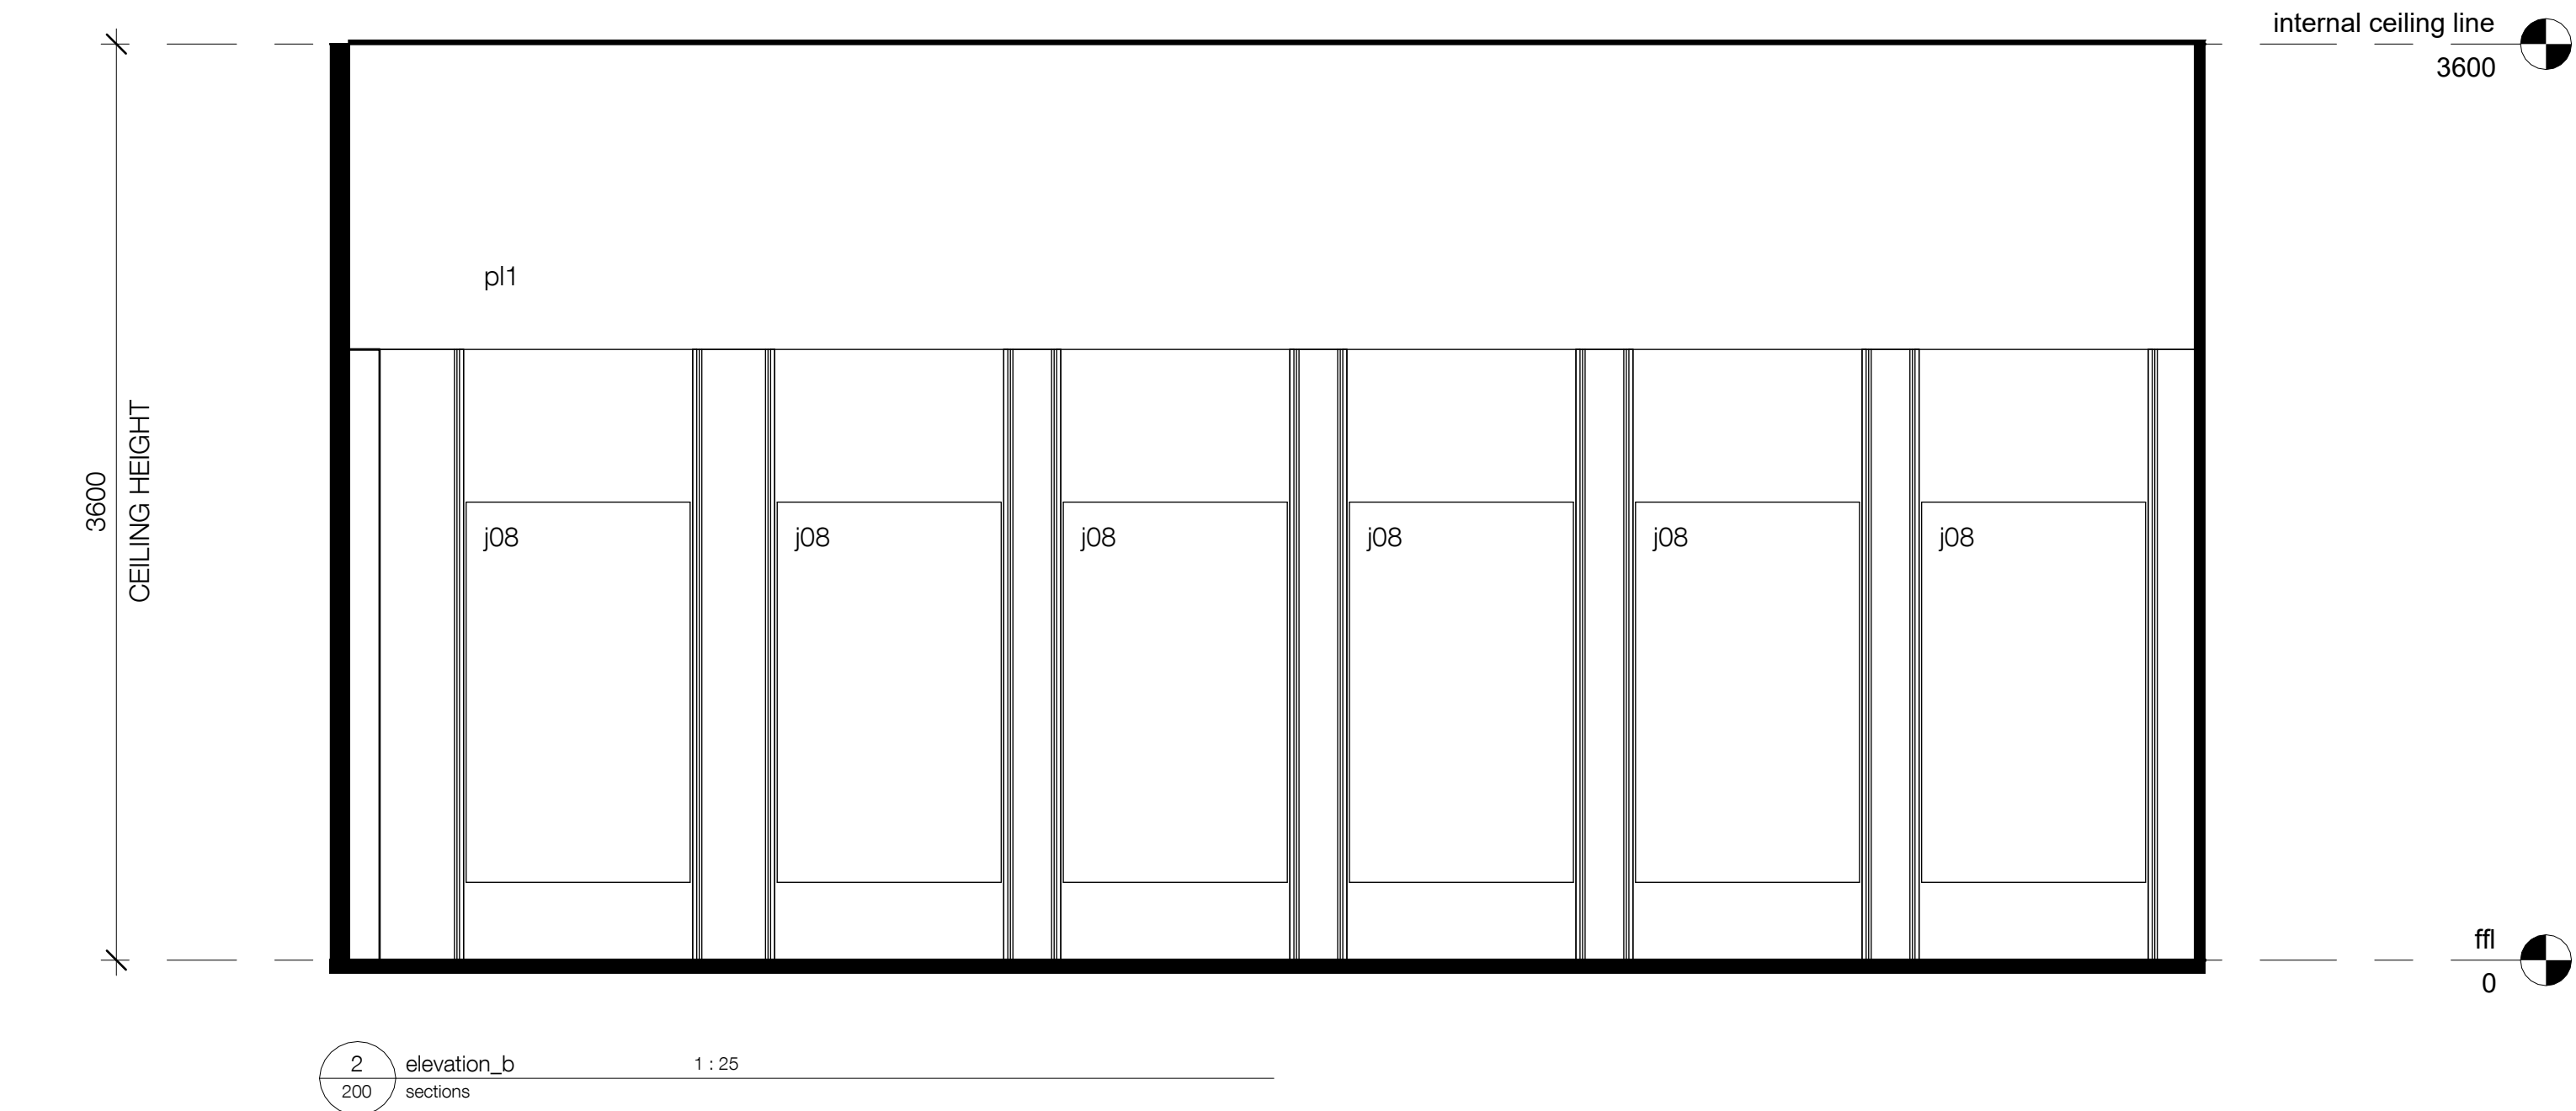 internal ceiling line
3600
pl1
3600
CEILING HEIGHT
j08
j08
j08
j08
j08
j08
ffl
0
2
elevation_b
1 : 25
200
sections